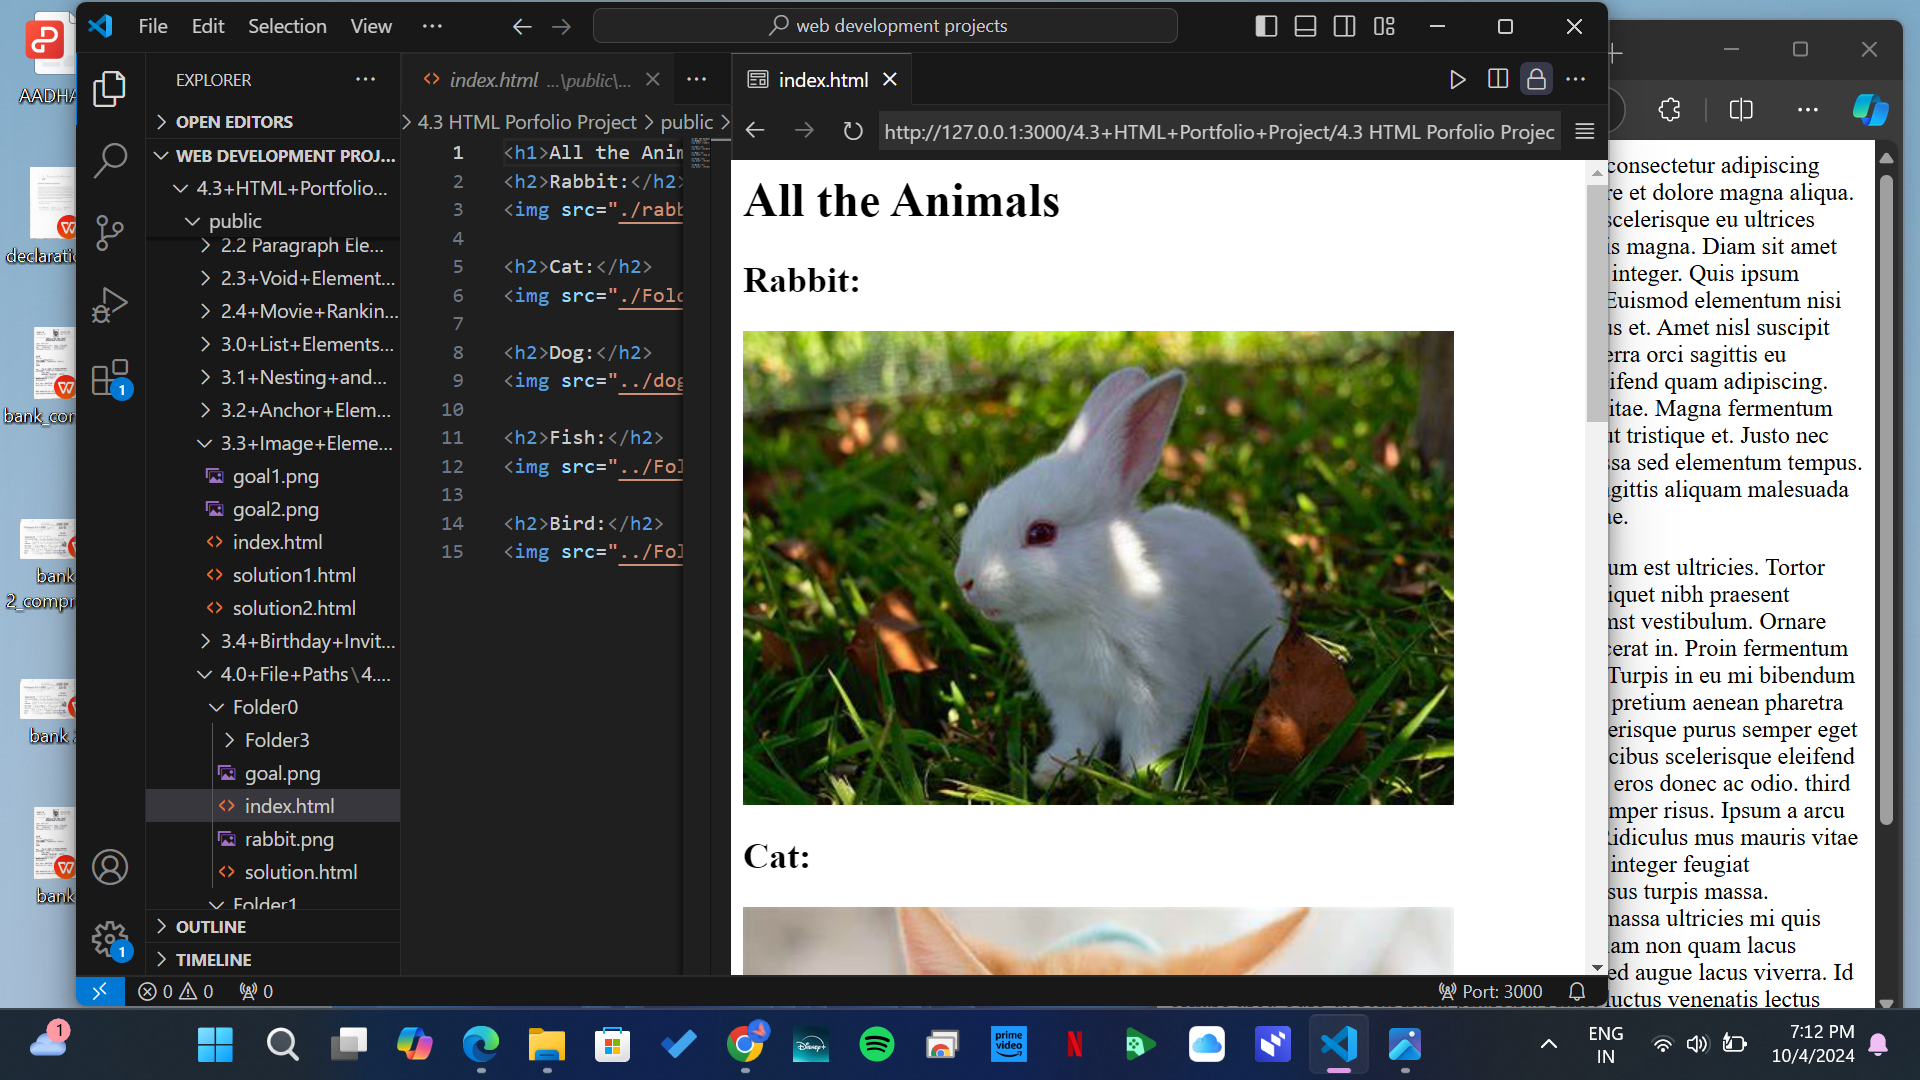 File Edit Selection View ··· web development projects
EXPLORER
OPEN EDITORS
WEB DEVELOPMENT PROJ...
4.3+HTML+Portfolio...
public
2.2 Paragraph Ele...
2.3+Void+Element...
2.4+Movie+Rankin...
3.0+List+Elements...
3.1+Nesting+and...
3.2+Anchor+Elem...
3.3+Image+Eleme...
goal1.png
goal2.png
index.html
solution1.html
solution2.html
3.4+Birthday+Invit...
4.0+File+Paths\4....
Folder0
Folder3
goal.png
index.html
rabbit.png
solution.html
Folder1
OUTLINE
TIMELINE
index.html ...\public\...
4.3 HTML Porfolio Project > public >
1 <h1>All the Anim
2 <h2>Rabbit:</h2>
3 <img src="./rabb
4
5 <h2>Cat:</h2>
6 <img src="./Fold
7
8 <h2>Dog:</h2>
9 <img src="../dog
10
11 <h2>Fish:</h2>
12 <img src="../Fol
13
14 <h2>Bird:</h2>
15 <img src="../Fol
index.html
http://127.0.0.1:3000/4.3+HTML+Portfolio+Project/4.3 HTML Porfolio Projec
All the Animals
Rabbit:
Cat:
0 0 0
Port: 3000
AADHA
declaratio
bank_con
bank
2_compr
bank
bank
consectetur adipiscing
re et dolore magna aliqua.
scelerisque eu ultrices
is magna. Diam sit amet
integer. Quis ipsum
Euismod elementum nisi
us et. Amet nisl suscipit
erra orci sagittis eu
ifend quam adipiscing.
itae. Magna fermentum
ut tristique et. Justo nec
ssa sed elementum tempus.
gittis aliquam malesuada
ae.
um est ultricies. Tortor
iquet nibh praesent
nst vestibulum. Ornare
cerat in. Proin fermentum
Turpis in eu mi bibendum
pretium aenean pharetra
erisque purus semper eget
cibus scelerisque eleifend
eros donec ac odio. third
mper risus. Ipsum a arcu
Ridiculus mus mauris vitae
integer feugiat
sus turpis massa.
massa ultricies mi quis
am non quam lacus
ed augue lacus viverra. Id
luctus venenatis lectus
1
Disney+
prime video
N
ENG
IN
7:12 PM
10/4/2024